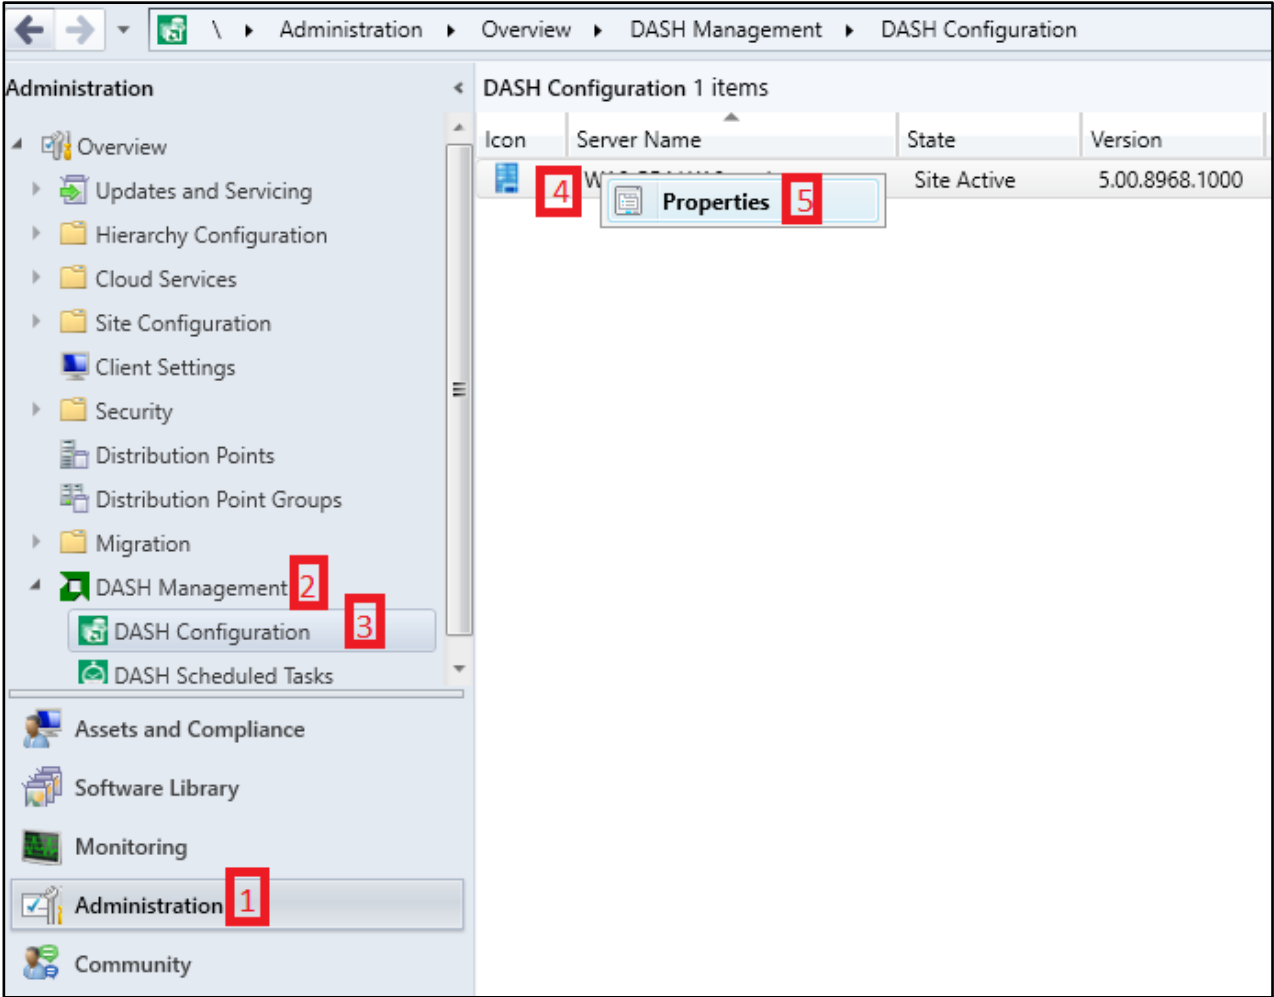 \ Administration Overview DASH Management DASH Configuration
Administration
DASH Configuration 1 items
Icon Server Name State Version
4 Site Active 5.00.8968.1000
Properties 5
Overview
Updates and Servicing
Hierarchy Configuration
Cloud Services
Site Configuration
Client Settings
Security
Distribution Points
Distribution Point Groups
Migration
DASH Management 2
DASH Configuration 3
DASH Scheduled Tasks
Assets and Compliance
Software Library
Monitoring
Administration 1
Community